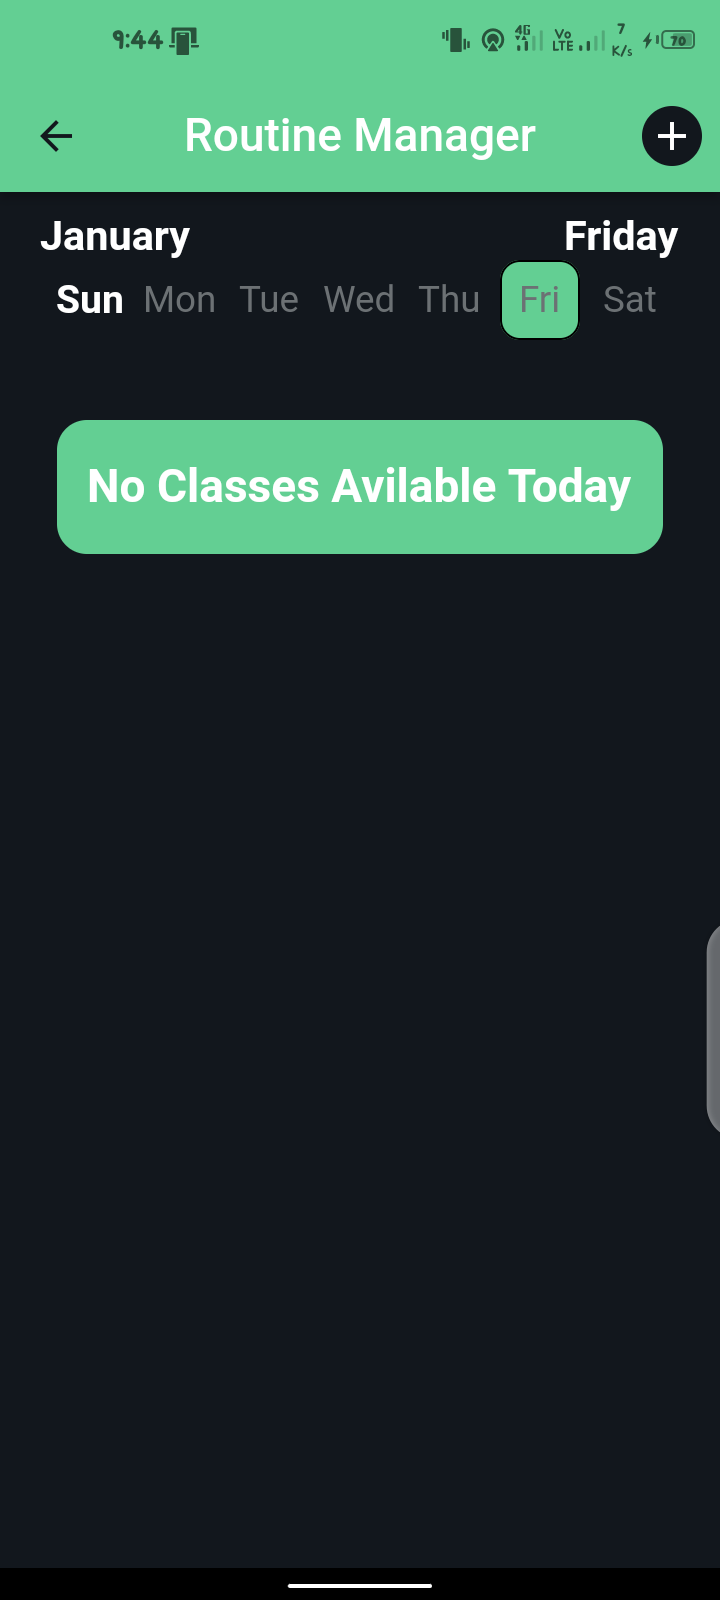 9:44 4G Vo LTE 7 K/s 70
Routine Manager
January Friday
Sun Mon Tue Wed Thu Fri Sat
No Classes Avilable Today